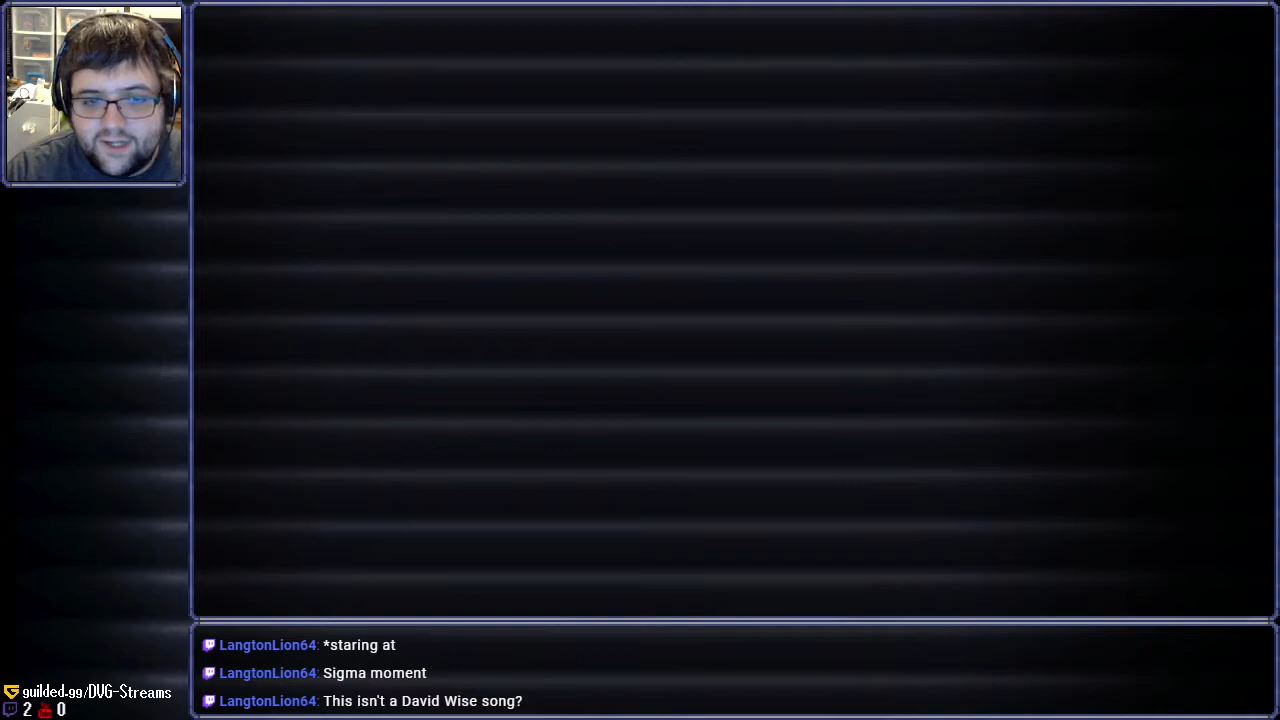 LangtonLion64: *staring at
LangtonLion64: Sigma moment
LangtonLion64: This isn't a David Wise song?
guilded.gg/DVG-Streams
2 0